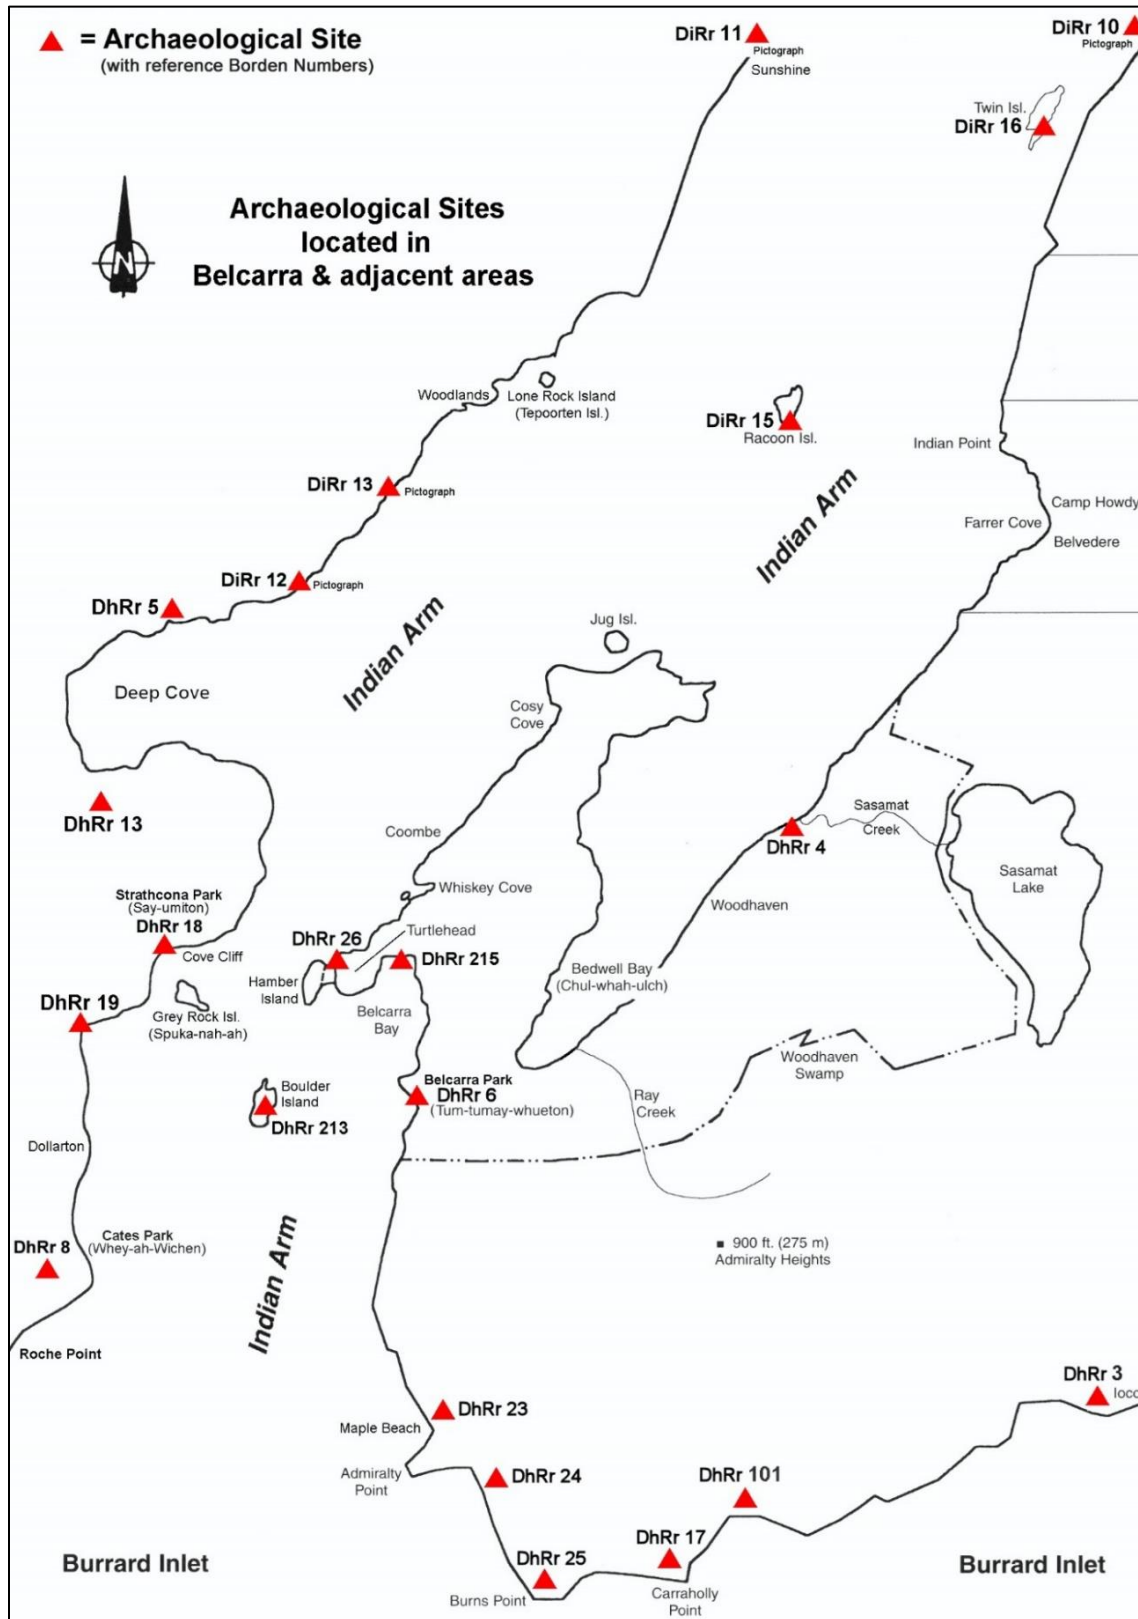 = Archaeological Site
(with reference Borden Numbers)
DiRr 11
Pictograph
Sunshine
DiRr 10
Pictograph
Twin Isl.
DiRr 16
Archaeological Sites
located in
Belcarra & adjacent areas
N
Woodlands
Lone Rock Island
(Tepoorten Isl.)
DiRr 15
Racoon Isl.
Indian Point
DiRr 13
Pictograph
Indian Arm
Camp Howdy
Farrer Cove
Belvedere
DiRr 12
Pictograph
DhRr 5
Jug Isl.
Indian Arm
Deep Cove
Cosy
Cove
DhRr 13
Coombe
Sasamat
Creek
DhRr 4
Sasamat
Lake
Whiskey Cove
Strathcona Park
(Say-umiton)
DhRr 18
Cove Cliff
Woodhaven
Turtlehead
DhRr 26
DhRr 215
Hamber
Island
Bedwell Bay
(Chul-whah-ulch)
DhRr 19
Grey Rock Isl.
(Spuka-nah-ah)
Belcarra
Bay
Woodhaven
Swamp
Boulder
Island
Belcarra Park
DhRr 6
(Tum-tumay-whueton)
Ray
Creek
DhRr 213
Dollarton
Cates Park
(Whey-ah-Wichen)
DhRr 8
900 ft. (275 m)
Admiralty Heights
Indian Arm
Roche Point
DhRr 3
Ioco
DhRr 23
Maple Beach
Admiralty
Point
DhRr 24
DhRr 101
DhRr 17
DhRr 25
Burrard Inlet
Burns Point
Carraholly
Point
Burrard Inlet